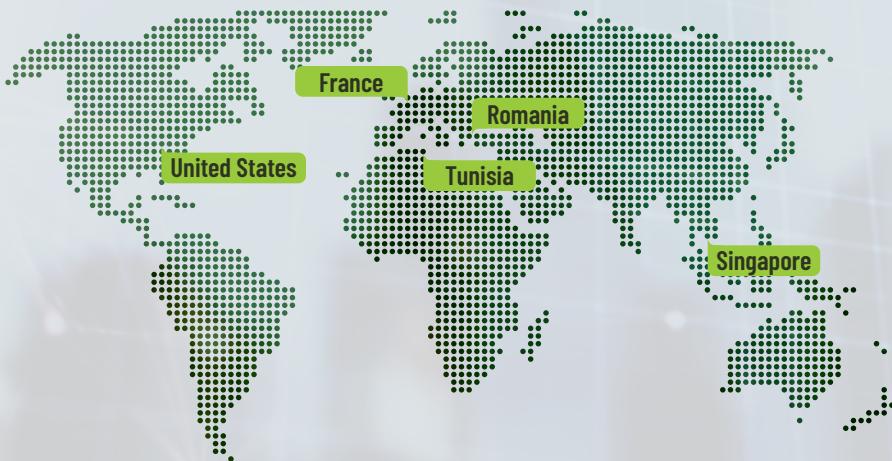 France
Romania
United States
Tunisia
Singapore